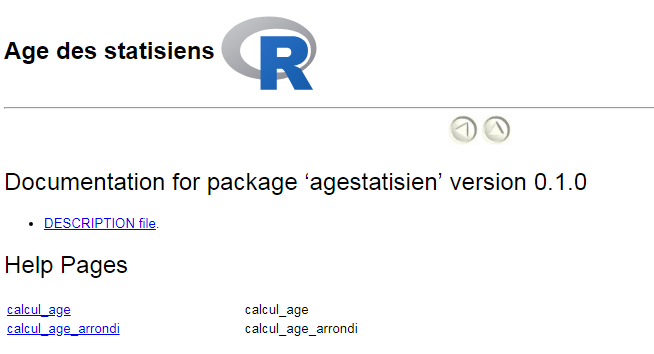 Age des statisiens R
Documentation for package ‘agestatisien’ version 0.1.0
DESCRIPTION file.
Help Pages
calcul_age calcul_age
calcul_age_arrondi calcul_age_arrondi